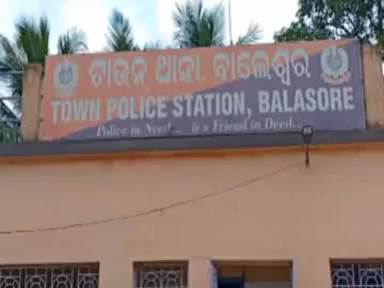 ଟାଉନ୍ ଥାନା, ବାଲେଶ୍ୱର
TOWN POLICE STATION, BALASORE
Police in Need... is a Friend in Deed...